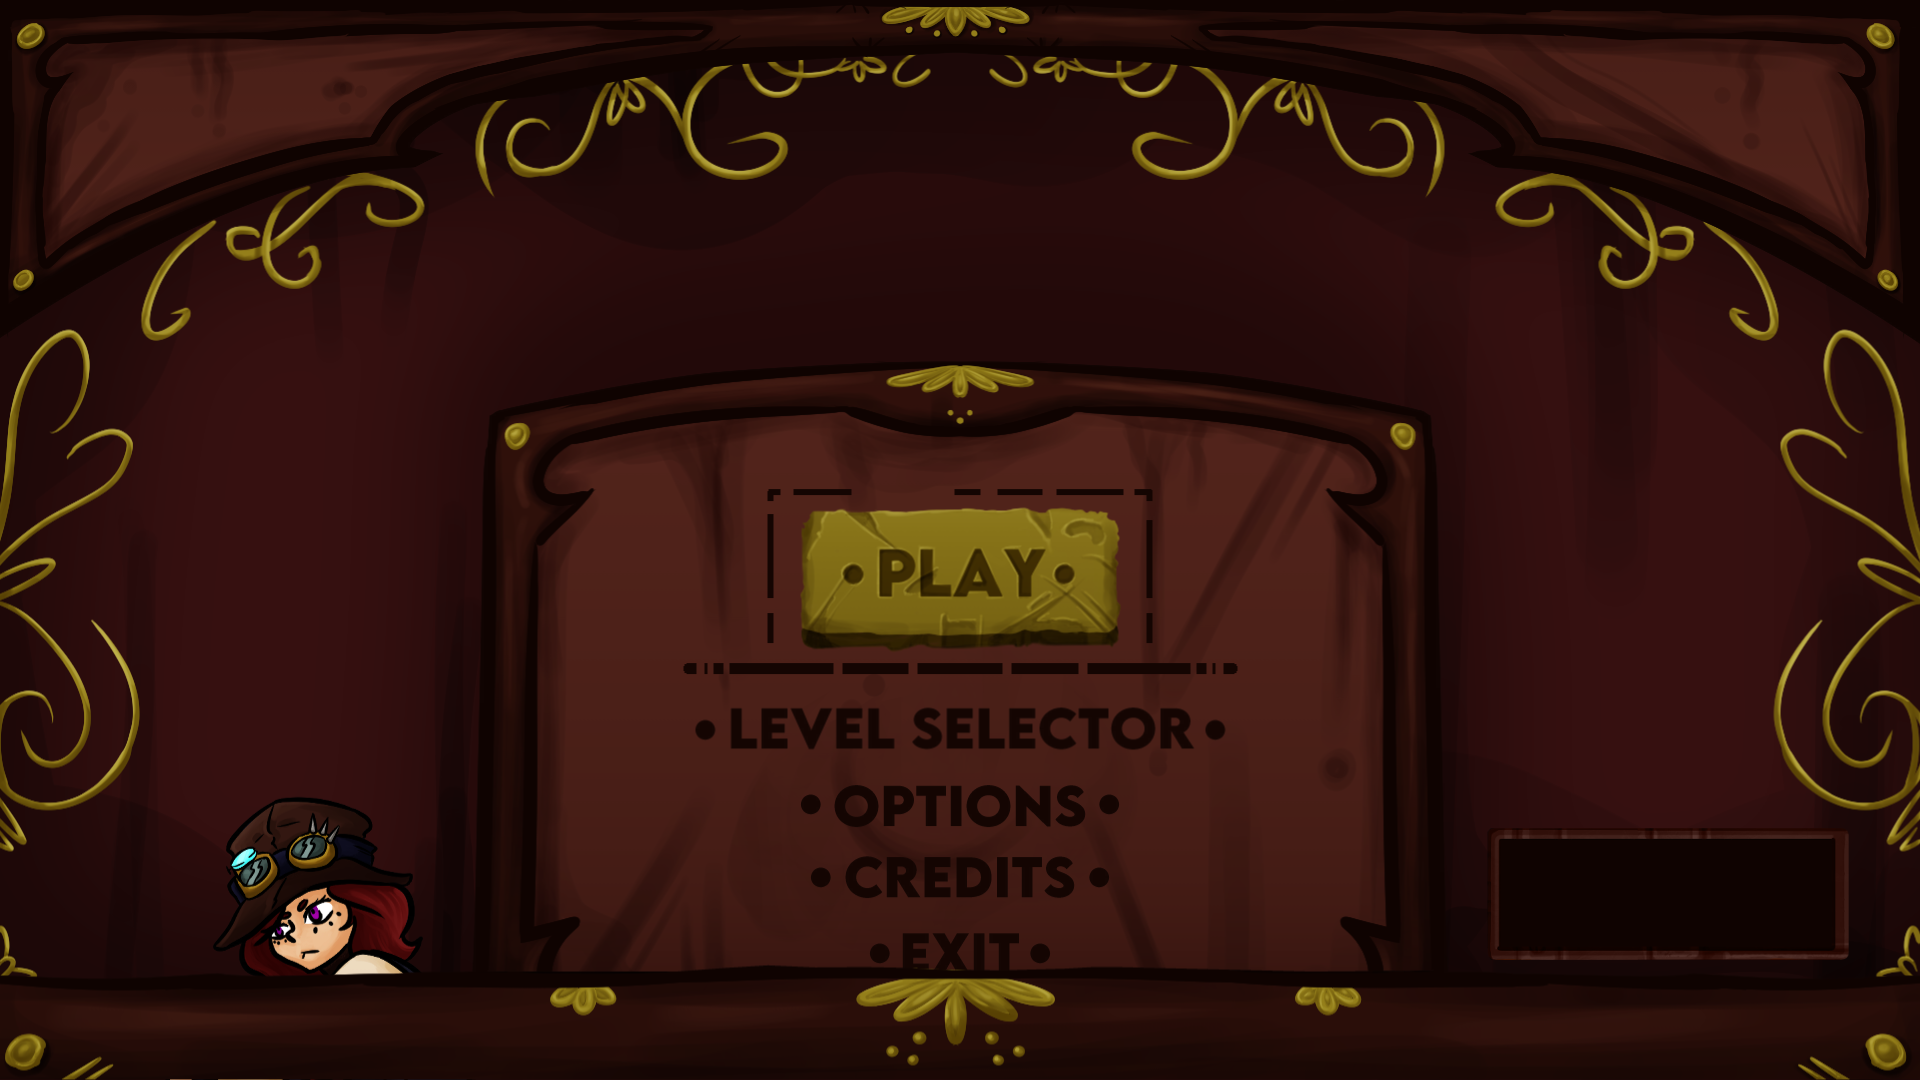 • PLAY •
• LEVEL SELECTOR •
• OPTIONS •
• CREDITS •
• EXIT •